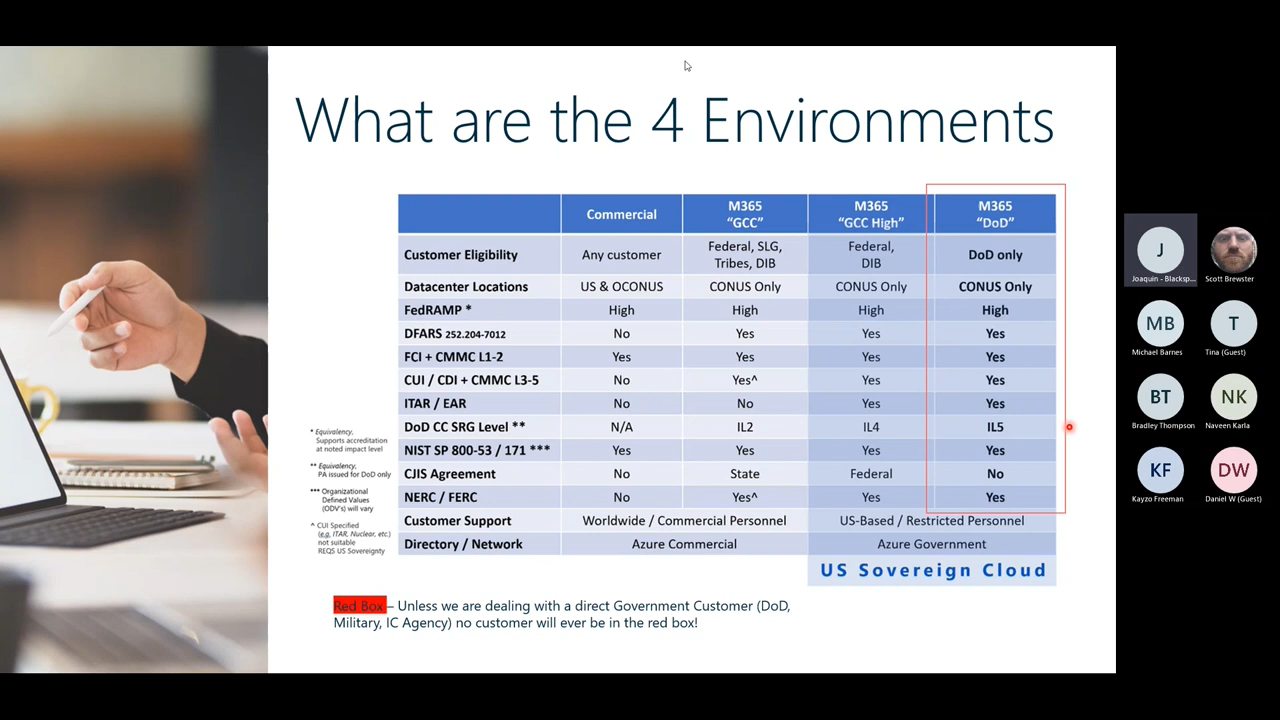 What are the 4 Environments
Commercial
M365
"GCC"
M365
"GCC High"
M365
"DoD"
Customer Eligibility
Any customer
Federal, SLG,
Tribes, DIB
Federal,
DIB
DoD only
Datacenter Locations
US & OCONUS
CONUS Only
CONUS Only
CONUS Only
FedRAMP *
High
High
High
High
DFARS 252.204-7012
No
Yes
Yes
Yes
FCI + CMMC L1-2
Yes
Yes
Yes
Yes
CUI / CDI + CMMC L3-5
No
Yes^
Yes
Yes
ITAR / EAR
No
No
Yes
Yes
DoD CC SRG Level **
N/A
IL2
IL4
IL5
NIST SP 800-53 / 171 ***
Yes
Yes
Yes
Yes
CJIS Agreement
No
State
Federal
No
NERC / FERC
No
Yes^
Yes
Yes
Customer Support
Worldwide / Commercial Personnel
US-Based / Restricted Personnel
Directory / Network
Azure Commercial
Azure Government
US Sovereign Cloud
* Equivalency,
Supports accreditation
at noted impact level
** Equivalency,
PA issued for DoD only
*** Organizational
Defined Values
(ODV's) will vary
^ CUI Specified
(e.g, ITAR, Nuclear, etc.)
not suitable
REQS US Sovereignty
Red Box – Unless we are dealing with a direct Government Customer (DoD,
Military, IC Agency) no customer will ever be in the red box!
J
Joaquin - Blacksp...
Scott Brewster
MB
Michael Barnes
T
Tina (Guest)
BT
Bradley Thompson
NK
Naveen Karla
KF
Kayzo Freeman
DW
Daniel W (Guest)